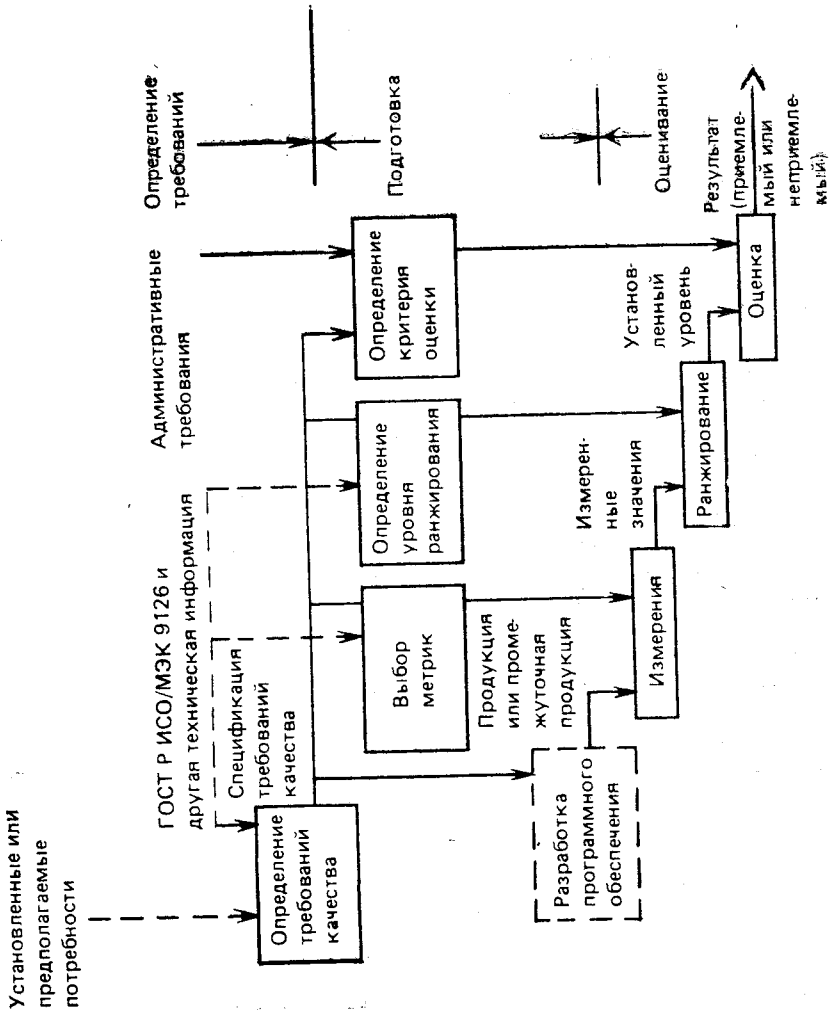 Установленные или
предполагаемые
потребности
ГОСТ Р ИСО/МЭК 9126 и
другая техническая информация
Административные
требования
Определение
требований
Спецификация
требований
качества
Определение
требований
качества
Выбор
метрик
Определение
уровня
ранжирования
Определение
критерия
оценки
Подготовка
Разработка
программного
обеспечения
Продукция
или проме-
жуточная
продукция
Измерения
Измерен-
ные
значения
Ранжирование
Установ-
ленный
уровень
Оценка
Оценивание
Результат
(приемле-
мый или
неприемле-
мый)